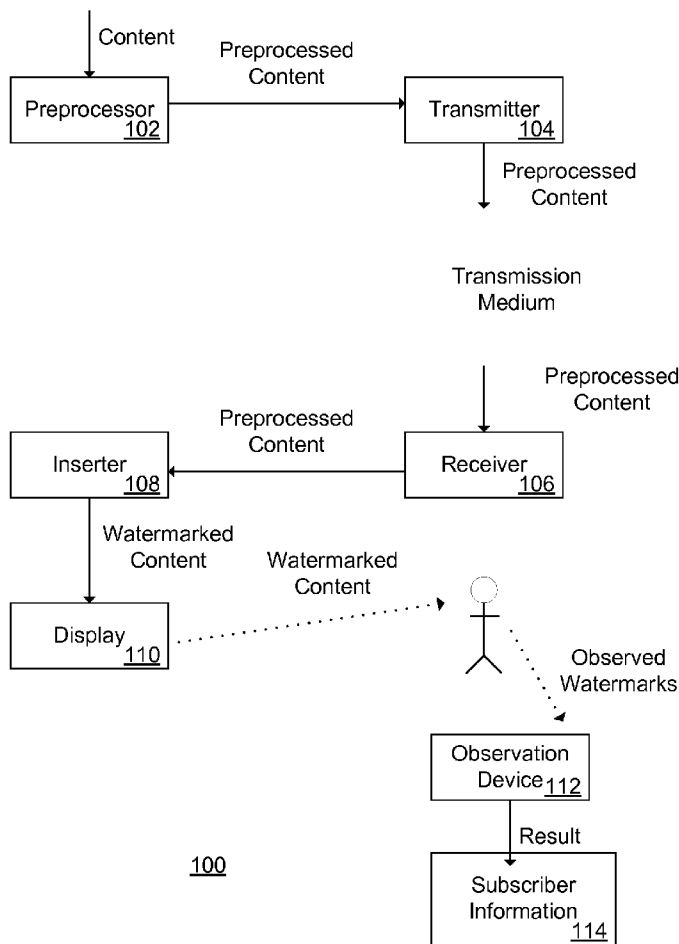 Content
Preprocessed
Content
Preprocessor
102
Transmitter
104
Preprocessed
Content
Transmission
Medium
Preprocessed
Content
Preprocessed
Content
Inserter
108
Receiver
106
Watermarked
Content
Watermarked
Content
Display
110
Observed
Watermarks
Observation
Device 112
Result
100
Subscriber
Information
114